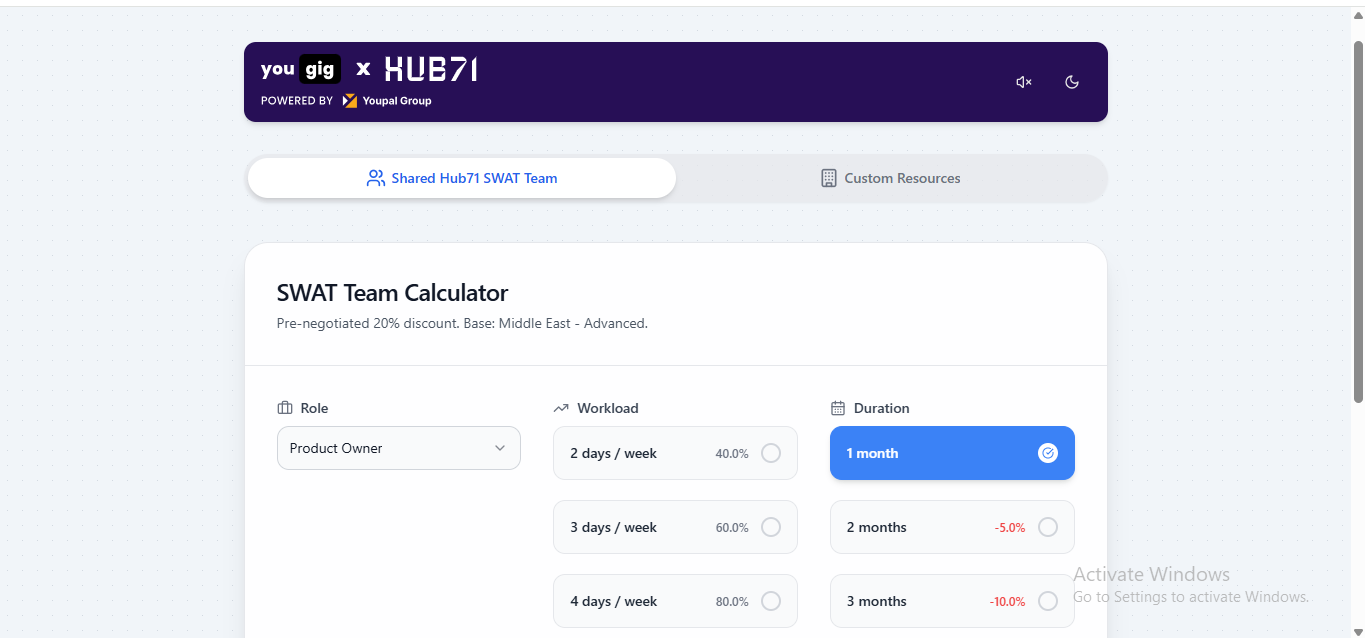 you gig x HUB71
POWERED BY Youpal Group
Shared Hub71 SWAT Team
Custom Resources
SWAT Team Calculator
Pre-negotiated 20% discount. Base: Middle East - Advanced.
Role
Product Owner
Workload
2 days / week 40.0%
3 days / week 60.0%
4 days / week 80.0%
Duration
1 month
2 months -5.0%
3 months -10.0%
Activate Windows
Go to Settings to activate Windows.